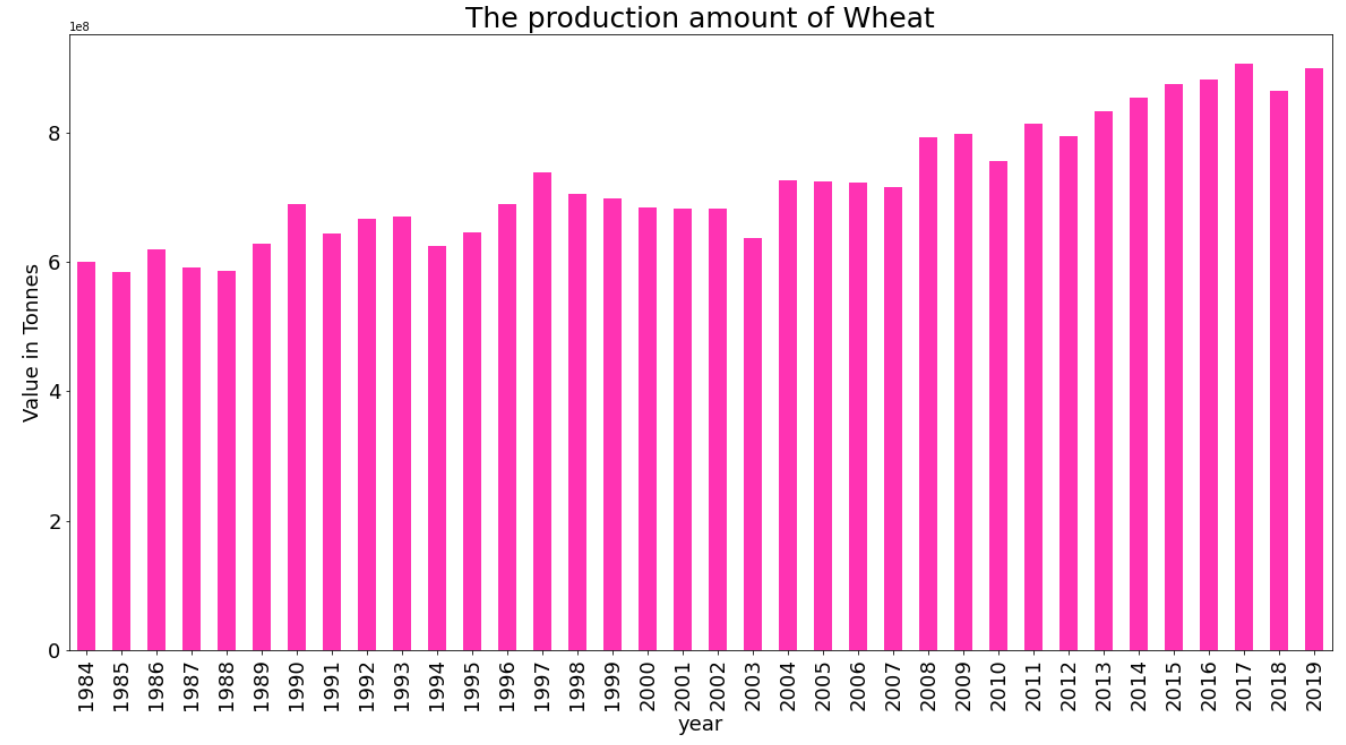 The production amount of Wheat
1e8
8
6
4
2
0
Value in Tonnes
1984 1985 1986 1987 1988 1989 1990 1991 1992 1993 1994 1995 1996 1997 1998 1999 2000 2001 2002 2003 2004 2005 2006 2007 2008 2009 2010 2011 2012 2013 2014 2015 2016 2017 2018 2019
year